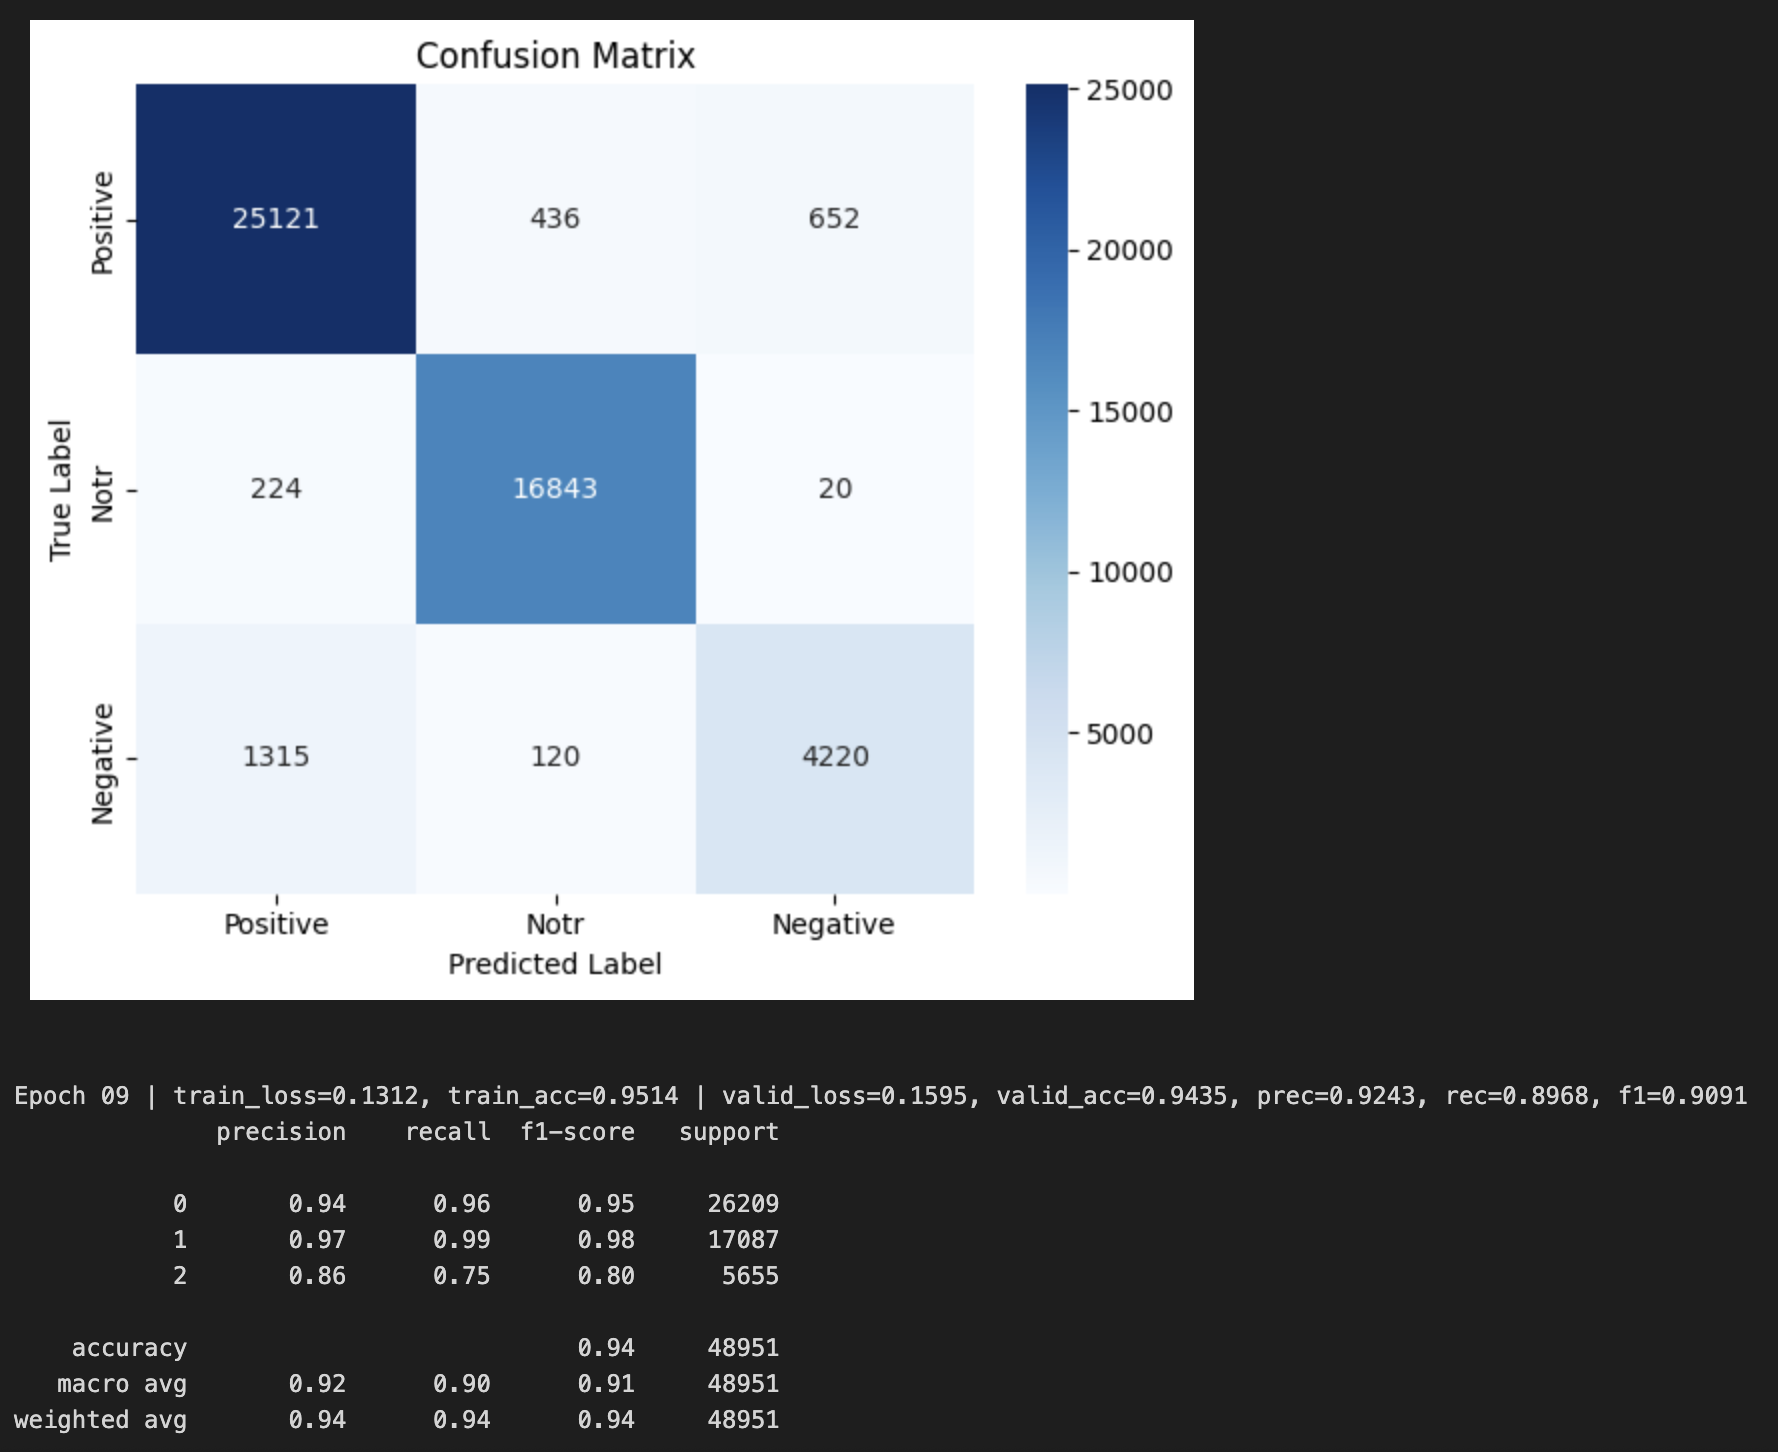 Confusion Matrix
25000
20000
15000
10000
5000
True Label
Positive
25121 436 652
Notr
224 16843 20
Negative
1315 120 4220
Positive Notr Negative
Predicted Label
Epoch 09 | train_loss=0.1312, train_acc=0.9514 | valid_loss=0.1595, valid_acc=0.9435, prec=0.9243, rec=0.8968, f1=0.9091
precision recall f1-score support
0 0.94 0.96 0.95 26209
1 0.97 0.99 0.98 17087
2 0.86 0.75 0.80 5655
accuracy 0.94 48951
macro avg 0.92 0.90 0.91 48951
weighted avg 0.94 0.94 0.94 48951